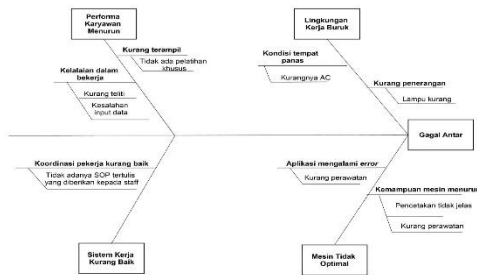 Performa
Karyawan
Menurun
Lingkungan
Kerja Buruk
Kurang terampil
Tidak ada pelatihan
khusus
Kondisi tempat
panas
Kurangnya AC
Kelalaian dalam
bekerja
Kurang teliti
Kesalahan
input data
Kurang penerangan
Lampu kurang
Gagal Antar
Koordinasi pekerja kurang baik
Tidak adanya SOP tertulis
yang diberikan kepada staff
Aplikasi mengalami error
Kurang perawatan
Kemampuan mesin menurun
Pencetakan tidak jelas
Kurang perawatan
Sistem Kerja
Kurang Baik
Mesin Tidak
Optimal